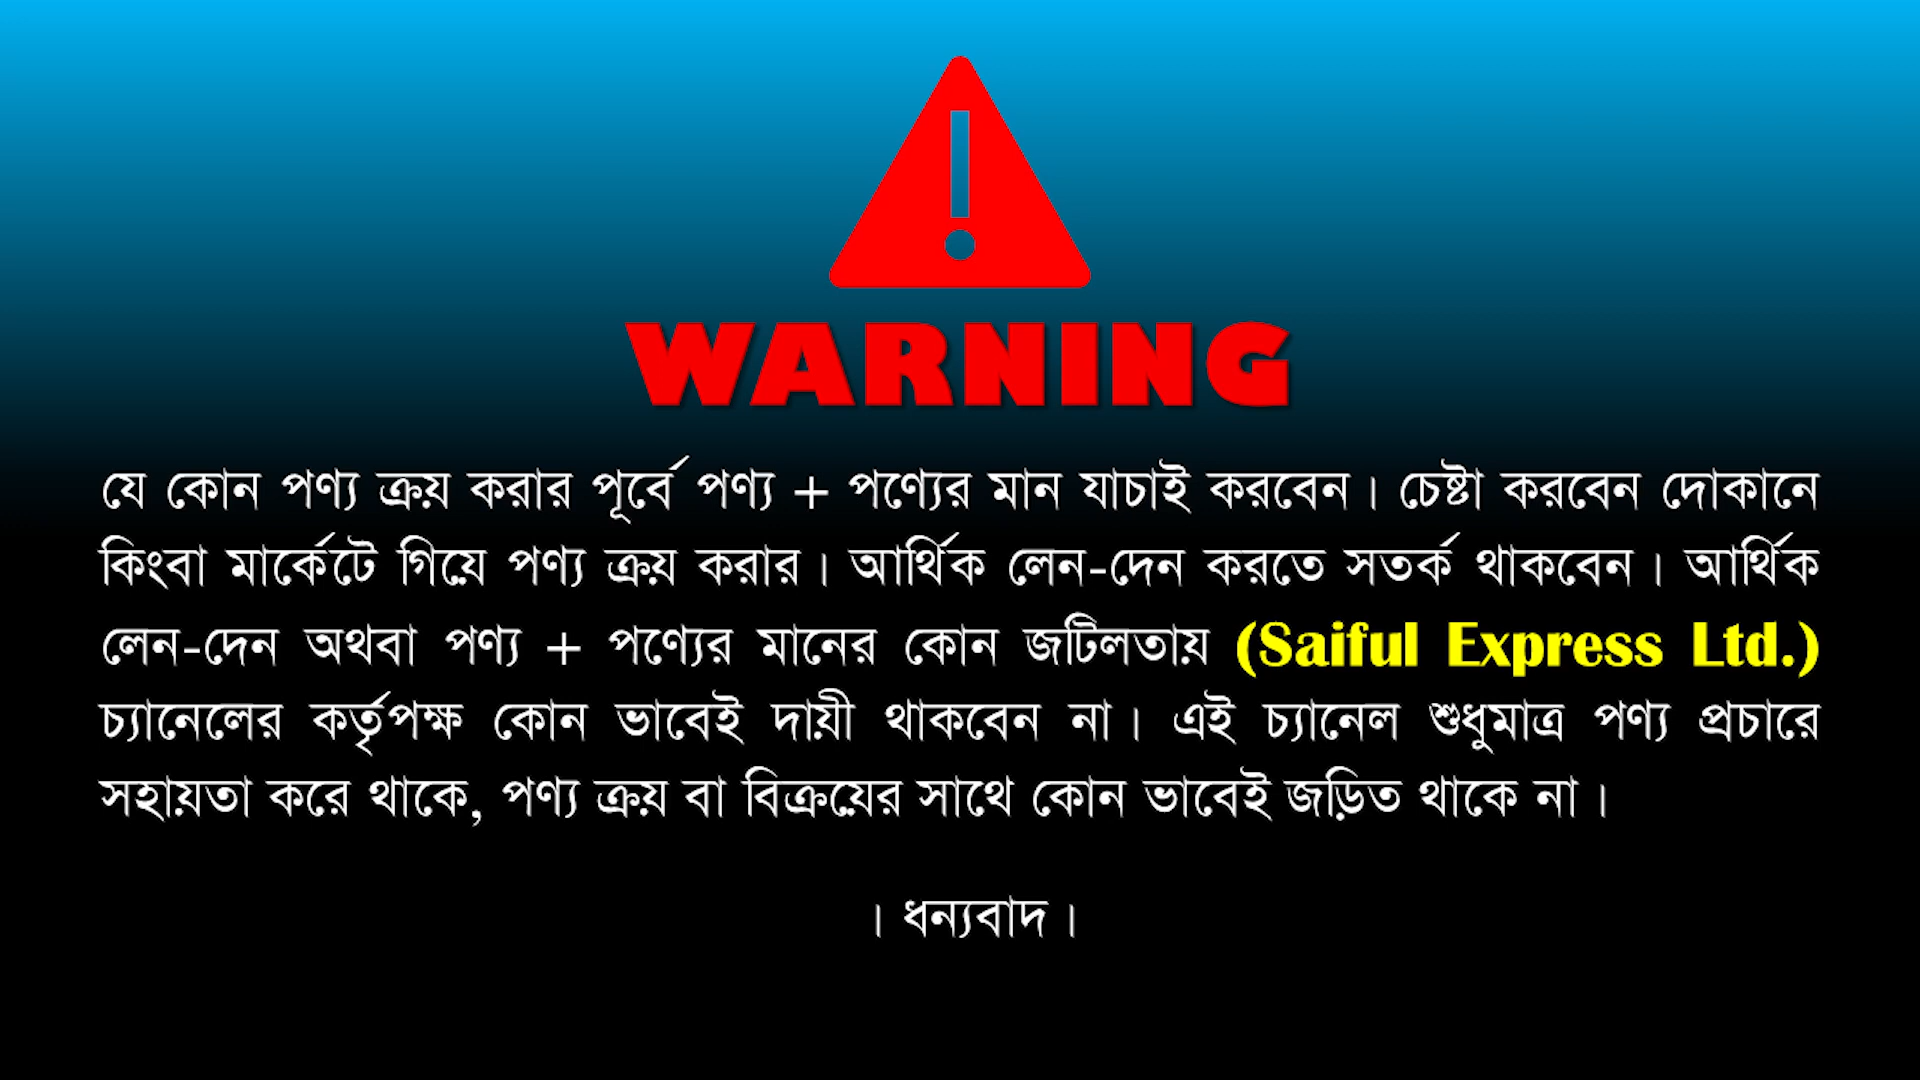 WARNING
যে কোন পণ্য ক্রয় করার পূর্বে পণ্য + পণ্যের মান যাচাই করবেন। চেষ্টা করবেন দোকানে
কিংবা মার্কেটে গিয়ে পণ্য ক্রয় করার। আর্থিক লেন-দেন করতে সতর্ক থাকবেন। আর্থিক
লেন-দেন অথবা পণ্য + পণ্যের মানের কোন জটিলতায় (Saiful Express Ltd.)
চ্যানেলের কর্তৃপক্ষ কোন ভাবেই দায়ী থাকবেন না। এই চ্যানেল শুধুমাত্র পণ্য প্রচারে
সহায়তা করে থাকে, পণ্য ক্রয় বা বিক্রয়ের সাথে কোন ভাবেই জড়িত থাকে না।
। ধন্যবাদ।